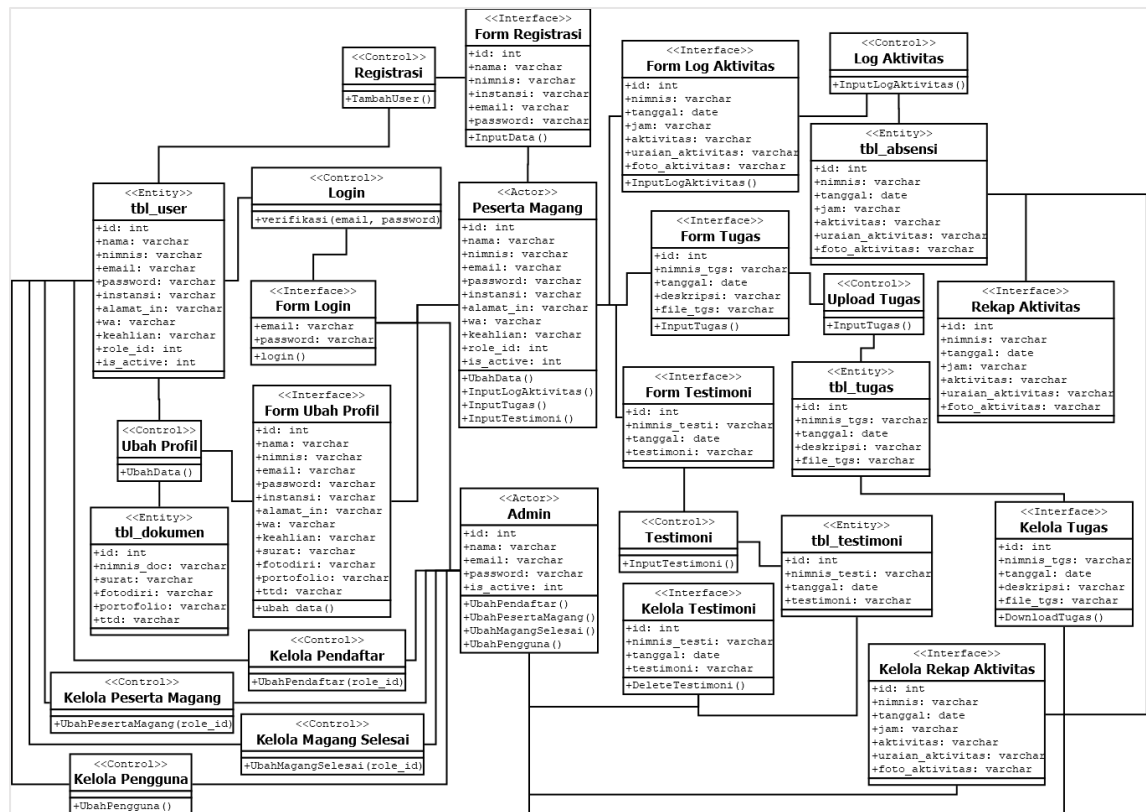 <<Interface>>
Form Registrasi
+id: int
+nama: varchar
+nimnis: varchar
+instansi: varchar
+email: varchar
+password: varchar
+InputData()
<<Control>>
Registrasi
+TambahUser()
<<Interface>>
Form Log Aktivitas
+id: int
+nimnis: varchar
+tanggal: date
+jam: varchar
+aktivitas: varchar
+uraian_aktivitas: varchar
+foto_aktivitas: varchar
+InputLogAktivitas()
<<Control>>
Log Aktivitas
+InputLogAktivitas()
<<Entity>>
tbl_absensi
+id: int
+nimnis: varchar
+tanggal: date
+jam: varchar
+aktivitas: varchar
+uraian_aktivitas: varchar
+foto_aktivitas: varchar
<<Entity>>
tbl_user
+id: int
+nama: varchar
+nimnis: varchar
+email: varchar
+password: varchar
+instansi: varchar
+alamat_in: varchar
+wa: varchar
+keahlian: varchar
+role_id: int
+is_active: int
<<Control>>
Login
+verifikasi(email, password)
<<Interface>>
Form Login
+email: varchar
+password: varchar
+login()
<<Actor>>
Peserta Magang
+id: int
+nama: varchar
+nimnis: varchar
+email: varchar
+password: varchar
+instansi: varchar
+alamat_in: varchar
+wa: varchar
+keahlian: varchar
+role_id: int
+is_active: int
+UbahData()
+InputLogAktivitas()
+InputTugas()
+InputTestimoni()
<<Interface>>
Form Tugas
+id: int
+nimnis_tgs: varchar
+tanggal: date
+deskripsi: varchar
+file_tgs: varchar
+InputTugas()
<<Control>>
Upload Tugas
+InputTugas()
<<Interface>>
Rekap Aktivitas
+id: int
+nimnis: varchar
+tanggal: date
+jam: varchar
+aktivitas: varchar
+uraian_aktivitas: varchar
+foto_aktivitas: varchar
<<Interface>>
Form Testimoni
+id: int
+nimnis_testi: varchar
+tanggal: date
+testimoni: varchar
<<Entity>>
tbl_tugas
+id: int
+nimnis_tgs: varchar
+tanggal: date
+deskripsi: varchar
+file_tgs: varchar
<<Control>>
Ubah Profil
+UbahData()
<<Interface>>
Form Ubah Profil
+id: int
+nama: varchar
+nimnis: varchar
+email: varchar
+password: varchar
+instansi: varchar
+alamat_in: varchar
+wa: varchar
+keahlian: varchar
+surat: varchar
+fotodiri: varchar
+portofolio: varchar
+ttd: varchar
+ubah data()
<<Entity>>
tbl_dokumen
+id: int
+nimnis_doc: varchar
+surat: varchar
+fotodiri: varchar
+portofolio: varchar
+ttd: varchar
<<Actor>>
Admin
+id: int
+nama: varchar
+email: varchar
+password: varchar
+is_active: int
+UbahPendaftar()
+UbahPesertaMagang()
+UbahMagangSelesai()
+UbahPengguna()
<<Control>>
Testimoni
+InputTestimoni()
<<Entity>>
tbl_testimoni
+id: int
+nimnis_testi: varchar
+tanggal: date
+testimoni: varchar
<<Interface>>
Kelola Tugas
+id: int
+nimnis_tgs: varchar
+tanggal: date
+deskripsi: varchar
+file_tgs: varchar
+DownloadTugas()
<<Interface>>
Kelola Testimoni
+id: int
+nimnis_testi: varchar
+tanggal: date
+testimoni: varchar
+DeleteTestimoni()
<<Control>>
Kelola Pendaftar
+UbahPendaftar(role_id)
<<Control>>
Kelola Peserta Magang
+UbahPesertaMagang(role_id)
<<Control>>
Kelola Magang Selesai
+UbahMagangSelesai(role_id)
<<Control>>
Kelola Pengguna
+UbahPengguna()
<<Interface>>
Kelola Rekap Aktivitas
+id: int
+nimnis: varchar
+tanggal: date
+jam: varchar
+aktivitas: varchar
+uraian_aktivitas: varchar
+foto_aktivitas: varchar